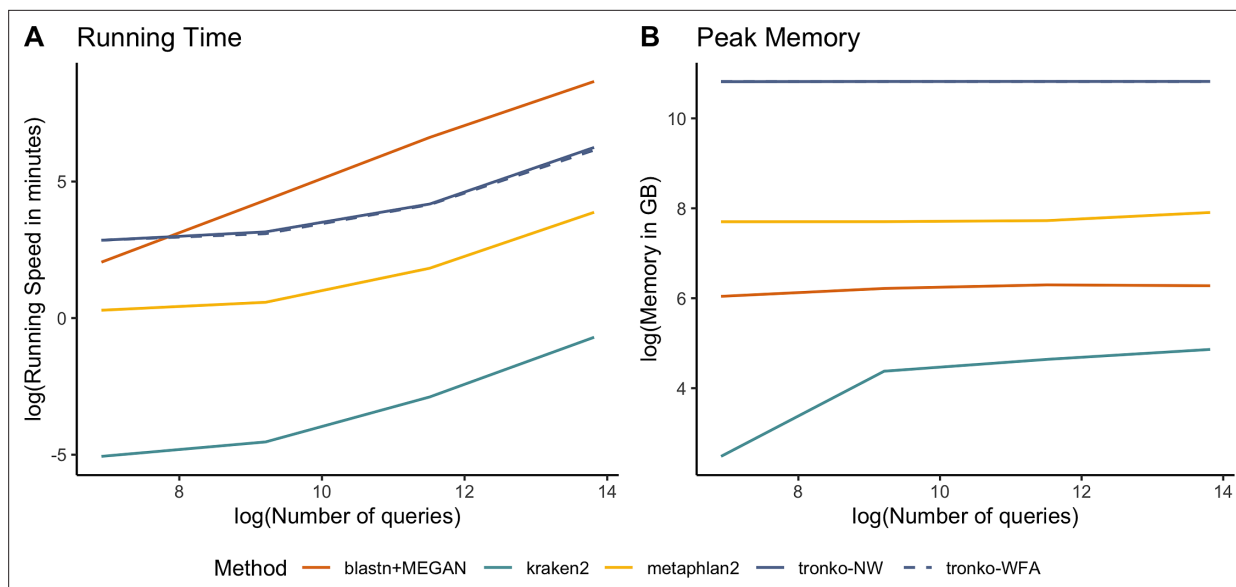 A Running Time
log(Running Speed in minutes)
5
0
-5
8
10
12
14
log(Number of queries)
B Peak Memory
log(Memory in GB)
10
8
6
4
8
10
12
14
log(Number of queries)
Method blastn+MEGAN kraken2 metaphlan2 tronko-NW tronko-WFA